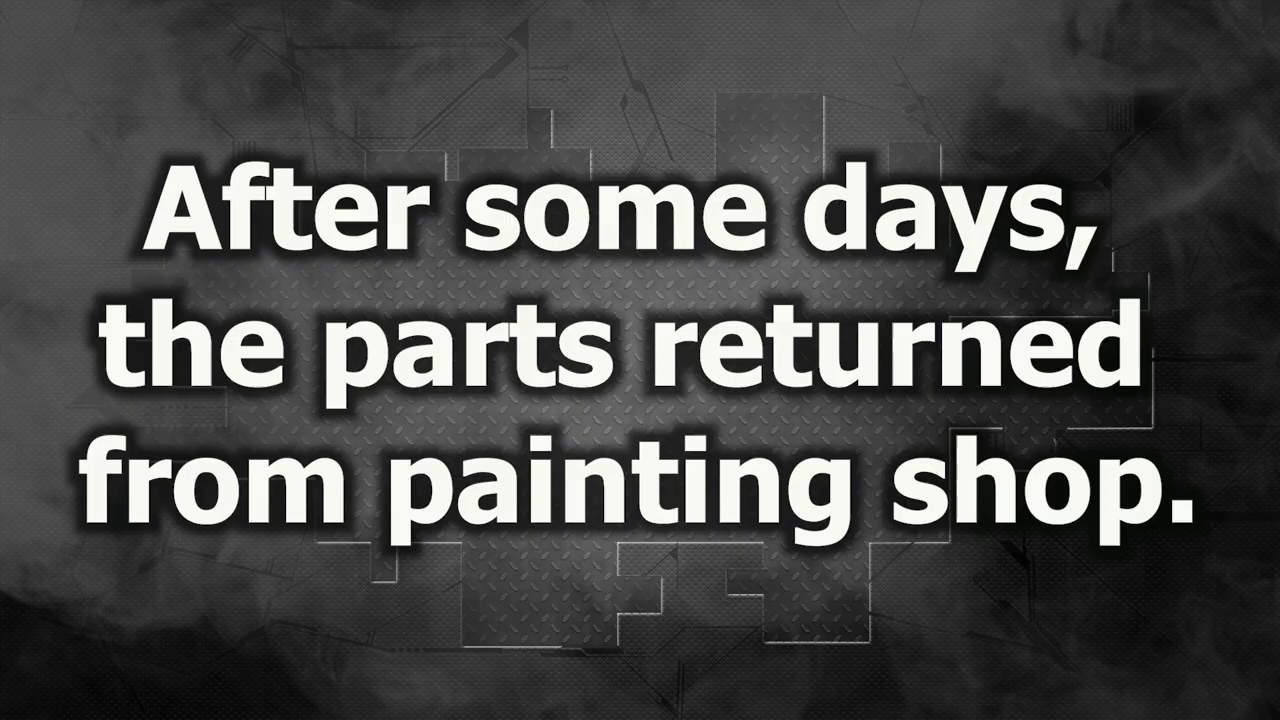 After some days,
the parts returned
from painting shop.